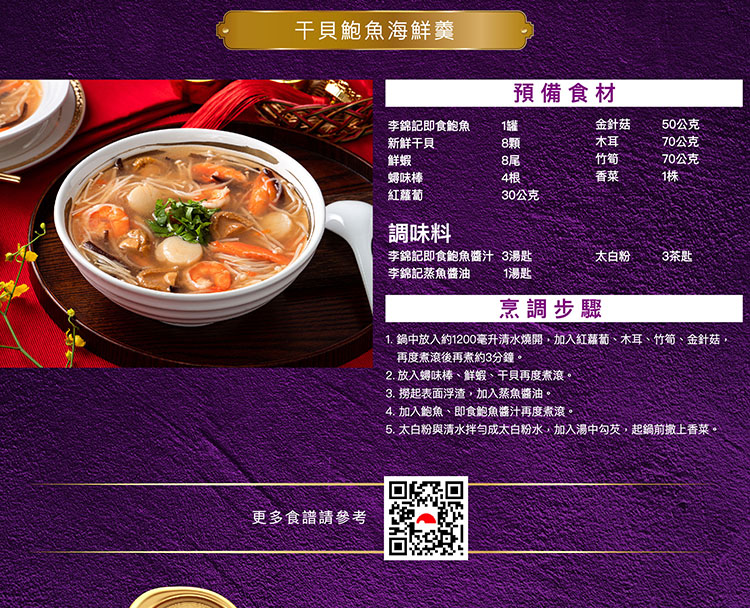 干貝鮑魚海鮮羹
預備食材
李錦記即食鮑魚 1罐 金針菇 50公克
新鮮干貝 8顆 木耳 70公克
鮮蝦 8尾 竹筍 70公克
蟳味棒 4根 香菜 1株
紅蘿蔔 30公克
調味料
李錦記即食鮑魚醬汁 3湯匙 太白粉 3茶匙
李錦記蒸魚醬油 1湯匙
烹調步驟
1. 鍋中放入約1200毫升清水燒開，加入紅蘿蔔、木耳、竹筍、金針菇，
再度煮滾後再煮約3分鐘。
2. 放入蟳味棒、鮮蝦、干貝再度煮滾。
3. 撈起表面浮渣，加入蒸魚醬油。
4. 加入鮑魚、即食鮑魚醬汁再度煮滾。
5. 太白粉與清水拌勻成太白粉水，加入湯中勾芡，起鍋前撒上香菜。
更多食譜請參考